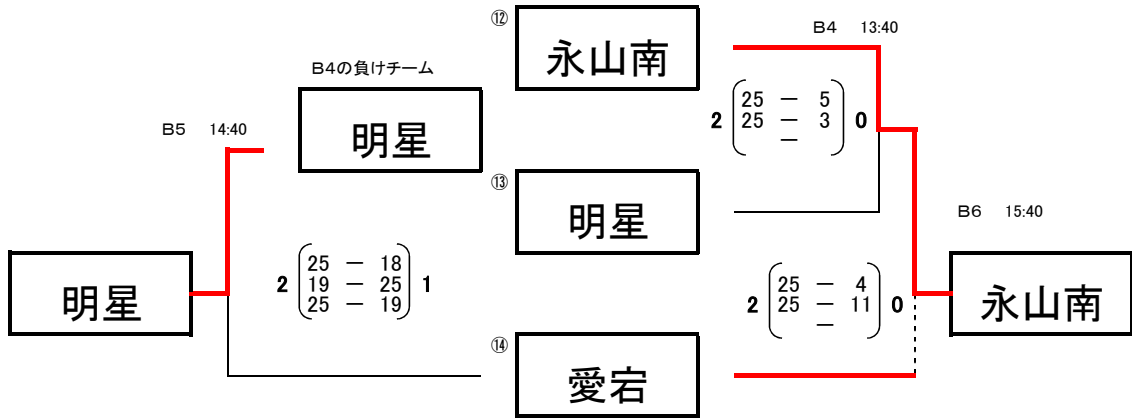 ⑫
永山南
B4 13:40
B4の負けチーム
明星
B5 14:40
2 25 − 5 0
25 − 3
−
⑬
明星
B6 15:40
明星
2 25 − 18 1
19 − 25
25 − 19
2 25 − 4 0
25 − 11
−
永山南
⑭
愛宕